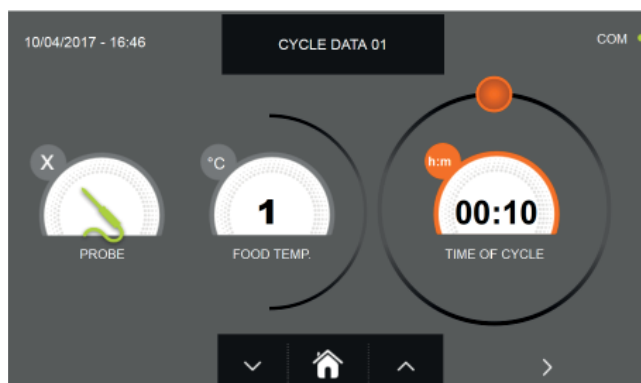 10/04/2017 - 16:46
CYCLE DATA 01
COM
X
PROBE
°C
1
FOOD TEMP.
h:m
00:10
TIME OF CYCLE